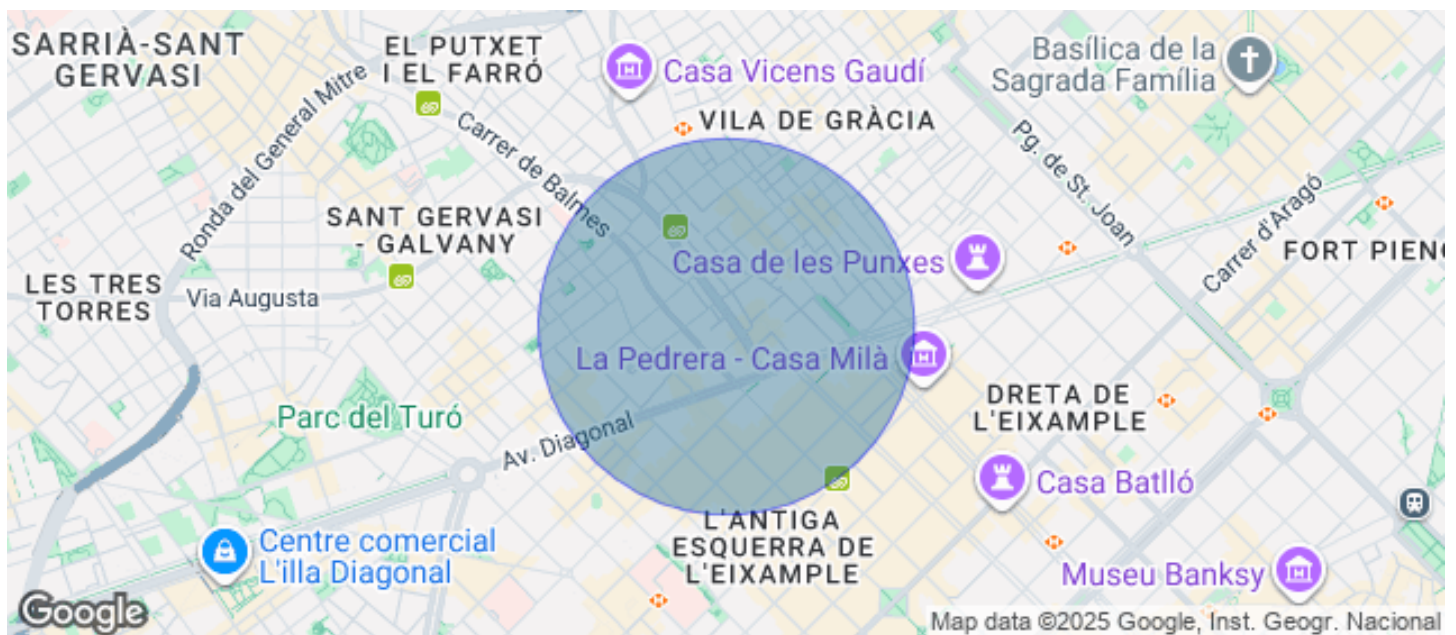 SARRIÀ-SANT
GERVASI
EL PUTXET
I EL FARRÓ
Casa Vicens Gaudí
Basílica de la
Sagrada Família
VILA DE GRÀCIA
Ronda del General Mitre
Carrer de Balmes
Pg. de St. Joan
Carrer d'Aragó
SANT GERVASI
- GALVANY
Casa de les Punxes
FORT PIENC
LES TRES
TORRES
Via Augusta
La Pedrera - Casa Milà
DRETA DE
L'EIXAMPLE
Parc del Turó
Av. Diagonal
Casa Batlló
L'ANTIGA
ESQUERRA DE
L'EIXAMPLE
Centre comercial
L'illa Diagonal
Museu Banksy
Google
Map data ©2025 Google, Inst. Geogr. Nacional